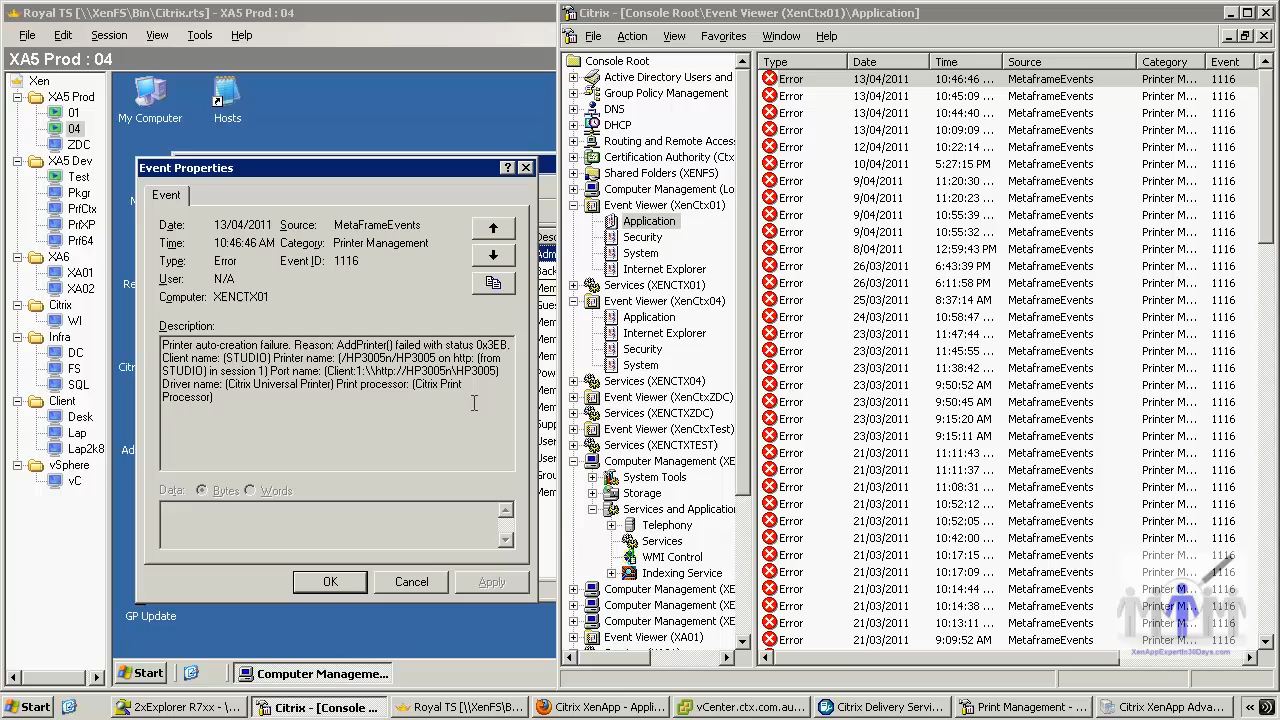 Royal TS - [\\XenFS\Bin\Citrix.rts] - XA5 Prod : 04
File Edit Session View Tools Help
XA5 Prod : 04
Xen
XA5 Prod
01
04
ZDC
XA5 Dev
Test
Pkgr
PriCtx
PriXP
Pri64
XA6
XA01
XA02
Citrix
WI
Infra
DC
FS
SQL
Client
Desk
Lap
Lap2k8
vSphere
vC
My Computer
Hosts
GP Update
Event Properties
Event
Date: 13/04/2011 Source: MetaFrameEvents
Time: 10:46:46 AM Category: Printer Management
Type: Error Event ID: 1116
User: N/A
Computer: XENCTX01
Description:
Printer auto-creation failure. Reason: AddPrinter() failed with status 0x3EB.
Client name: (STUDIO) Printer name: (/HP3005n/HP3005 on http: (from
STUDIO) in session 1) Port name: (Client:1:\\http://HP3005n\HP3005)
Driver name: (Citrix Universal Printer) Print processor: (Citrix Print
Processor)
Data: Bytes Words
OK Cancel Apply
Start Computer Manageme...
Citrix - [Console Root\Event Viewer (XenCtx01)\Application]
File Action View Favorites Window Help
Console Root
Active Directory Users and
Group Policy Management
DNS
DHCP
Routing and Remote Acces
Certification Authority (Ctx
Shared Folders (XENFS)
Computer Management (Lo
Event Viewer (XenCtx01)
Application
Security
System
Internet Explorer
Services (XENCTX01)
Event Viewer (XenCtx04)
Application
Internet Explorer
Security
System
Services (XENCTX04)
Event Viewer (XenCtxZDC)
Services (XENCTXZDC)
Event Viewer (XenCtxTest)
Services (XENCTXTEST)
Computer Management (XE
System Tools
Storage
Services and Application
Telephony
Services
WMI Control
Indexing Service
Computer Management (XE
Computer Management (XE
Computer Management (XE
Event Viewer (XA01)
Type Date Time Source Category Event
Error 13/04/2011 10:46:46 ... MetaframeEvents Printer M... 1116
Error 13/04/2011 10:45:09 ... MetaframeEvents Printer M... 1116
Error 13/04/2011 10:44:40 ... MetaframeEvents Printer M... 1116
Error 13/04/2011 10:09:09 ... MetaframeEvents Printer M... 1116
Error 12/04/2011 10:22:14 ... MetaframeEvents Printer M... 1116
Error 10/04/2011 5:27:15 PM MetaframeEvents Printer M... 1116
Error 9/04/2011 11:20:30 ... MetaframeEvents Printer M... 1116
Error 9/04/2011 11:20:23 ... MetaframeEvents Printer M... 1116
Error 9/04/2011 10:55:39 ... MetaframeEvents Printer M... 1116
Error 9/04/2011 10:55:32 ... MetaframeEvents Printer M... 1116
Error 8/04/2011 12:59:43 PM MetaframeEvents Printer M... 1116
Error 26/03/2011 6:43:39 PM MetaframeEvents Printer M... 1116
Error 26/03/2011 6:11:58 PM MetaframeEvents Printer M... 1116
Error 25/03/2011 8:37:14 AM MetaframeEvents Printer M... 1116
Error 24/03/2011 10:58:37 ... MetaframeEvents Printer M... 1116
Error 23/03/2011 11:47:44 ... MetaframeEvents Printer M... 1116
Error 23/03/2011 11:45:55 ... MetaframeEvents Printer M... 1116
Error 23/03/2011 11:38:42 ... MetaframeEvents Printer M... 1116
Error 23/03/2011 9:50:52 AM MetaframeEvents Printer M... 1116
Error 23/03/2011 9:50:45 AM MetaframeEvents Printer M... 1116
Error 23/03/2011 9:15:20 AM MetaframeEvents Printer M... 1116
Error 23/03/2011 9:15:11 AM MetaframeEvents Printer M... 1116
Error 21/03/2011 11:11:43 ... MetaframeEvents Printer M... 1116
Error 21/03/2011 11:11:37 ... MetaframeEvents Printer M... 1116
Error 21/03/2011 11:08:31 ... MetaframeEvents Printer M... 1116
Error 21/03/2011 10:52:12 ... MetaframeEvents Printer M... 1116
Error 21/03/2011 10:52:05 ... MetaframeEvents Printer M... 1116
Error 21/03/2011 10:42:00 ... MetaframeEvents Printer M... 1116
Error 21/03/2011 10:17:15 ... MetaframeEvents Printer M... 1116
Error 21/03/2011 10:17:09 ... MetaframeEvents Printer M... 1116
Error 21/03/2011 10:14:44 ... MetaframeEvents Printer M... 1116
Error 21/03/2011 10:14:38 ... MetaframeEvents Printer M... 1116
Error 21/03/2011 10:13:11 ... MetaframeEvents Printer M... 1116
Error 21/03/2011 9:09:52 AM MetaframeEvents Printer M... 1116
XenAppExpertIn30Days.com
Start 2xExplorer R7xx - \... Citrix - [Console ... Royal TS - [\\XenFS\B... Citrix XenApp - Appli... vCenter.ctx.com.au... Citrix Delivery Servi... Print Management - ... Citrix XenApp Adva...